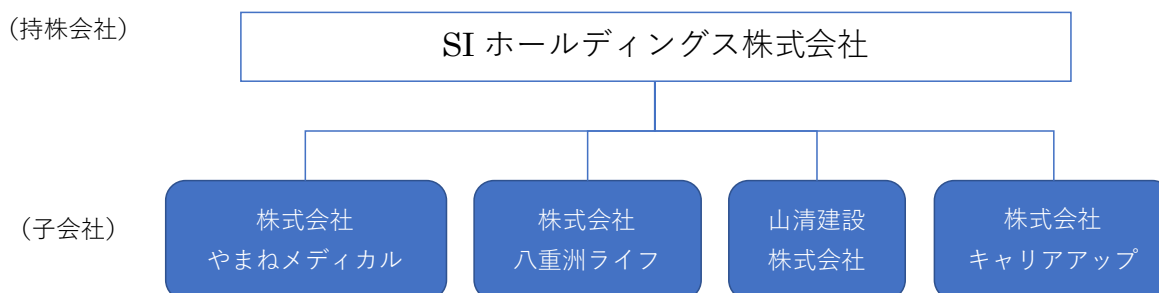 （持株会社）
SI ホールディングス株式会社
（子会社）
株式会社
やまねメディカル
株式会社
八重洲ライフ
山清建設
株式会社
株式会社
キャリアアップ